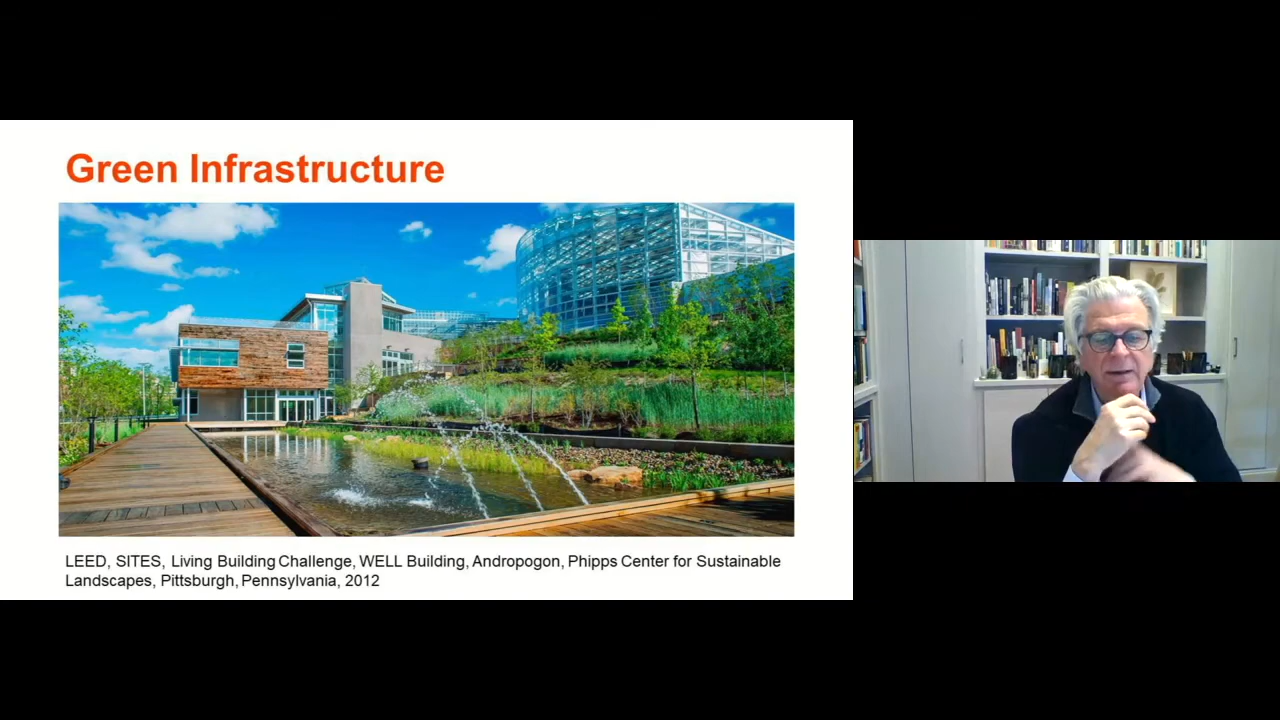 Green Infrastructure
LEED, SITES, Living Building Challenge, WELL Building, Andropogon, Phipps Center for Sustainable
Landscapes, Pittsburgh, Pennsylvania, 2012